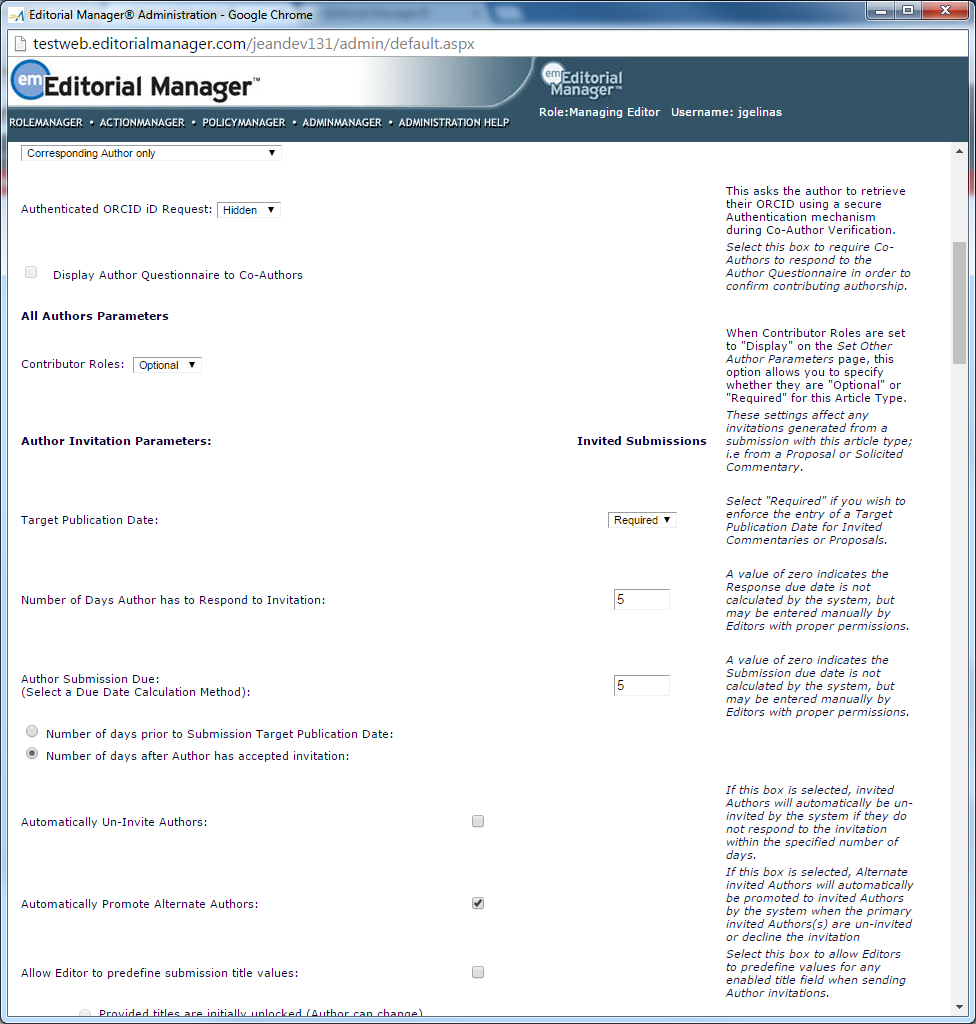 Editorial Manager® Administration - Google Chrome
testweb.editorialmanager.com/jeandev131/admin/default.aspx
em Editorial Manager™
em Editorial
Manager™
Role:Managing Editor Username: jgelinas
ROLEMANAGER • ACTIONMANAGER • POLICYMANAGER • ADMINMANAGER • ADMINISTRATION HELP
Corresponding Author only
Authenticated ORCID iD Request: Hidden
This asks the author to retrieve
their ORCID using a secure
Authentication mechanism
during Co-Author Verification.
Display Author Questionnaire to Co-Authors
Select this box to require Co-
Authors to respond to the
Author Questionnaire in order to
confirm contributing authorship.
All Authors Parameters
Contributor Roles: Optional
When Contributor Roles are set
to "Display" on the Set Other
Author Parameters page, this
option allows you to specify
whether they are "Optional" or
"Required" for this Article Type.
Author Invitation Parameters: Invited Submissions
These settings affect any
invitations generated from a
submission with this article type;
i.e from a Proposal or Solicited
Commentary.
Target Publication Date: Required
Select "Required" if you wish to
enforce the entry of a Target
Publication Date for Invited
Commentaries or Proposals.
Number of Days Author has to Respond to Invitation: 5
A value of zero indicates the
Response due date is not
calculated by the system, but
may be entered manually by
Editors with proper permissions.
Author Submission Due:
(Select a Due Date Calculation Method): 5
A value of zero indicates the
Submission due date is not
calculated by the system, but
may be entered manually by
Editors with proper permissions.
Number of days prior to Submission Target Publication Date:
Number of days after Author has accepted invitation:
Automatically Un-Invite Authors:
If this box is selected, invited
Authors will automatically be un-
invited by the system if they do
not respond to the invitation
within the specified number of
days.
Automatically Promote Alternate Authors:
If this box is selected, Alternate
invited Authors will automatically
be promoted to invited Authors
by the system when the primary
invited Authors(s) are un-invited
or decline the invitation
Allow Editor to predefine submission title values:
Select this box to allow Editors
to predefine values for any
enabled title field when sending
Author invitations.
Provided titles are initially unlocked (Author can change)